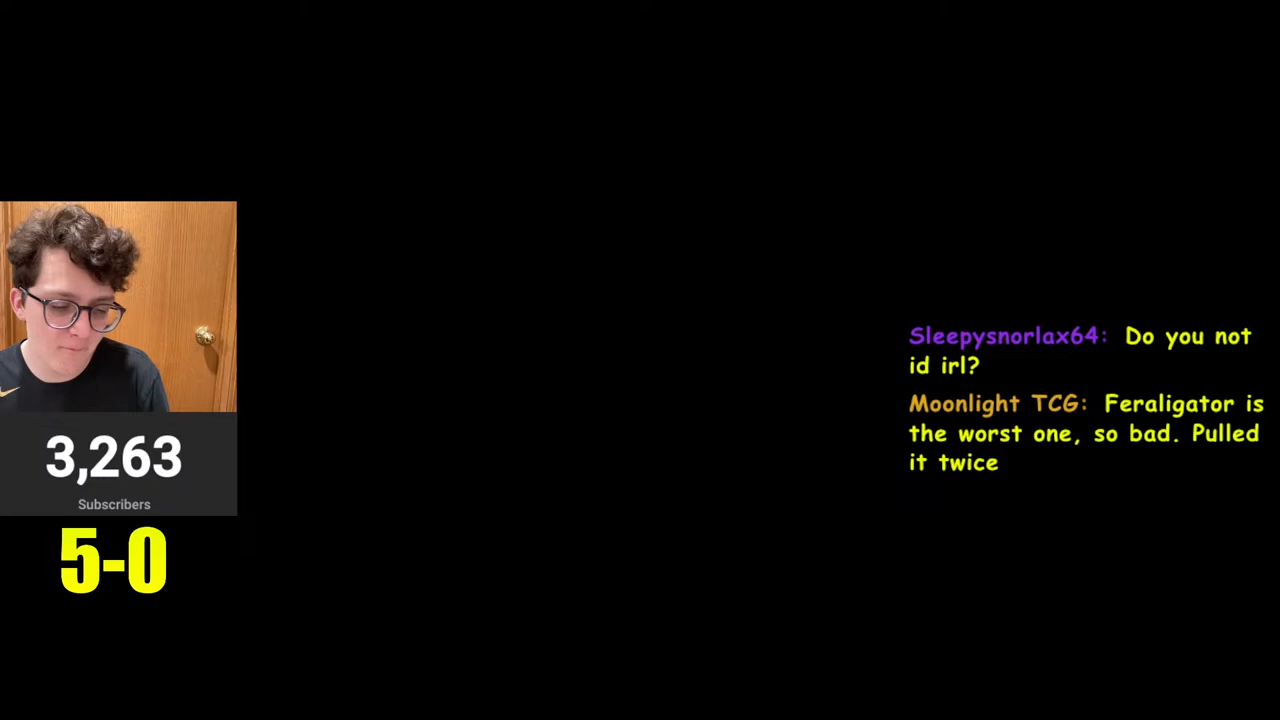 Sleepysnorlax64: Do you not
id irl?
Moonlight TCG: Feraligator is
the worst one, so bad. Pulled
it twice
3,263
Subscribers
5-0